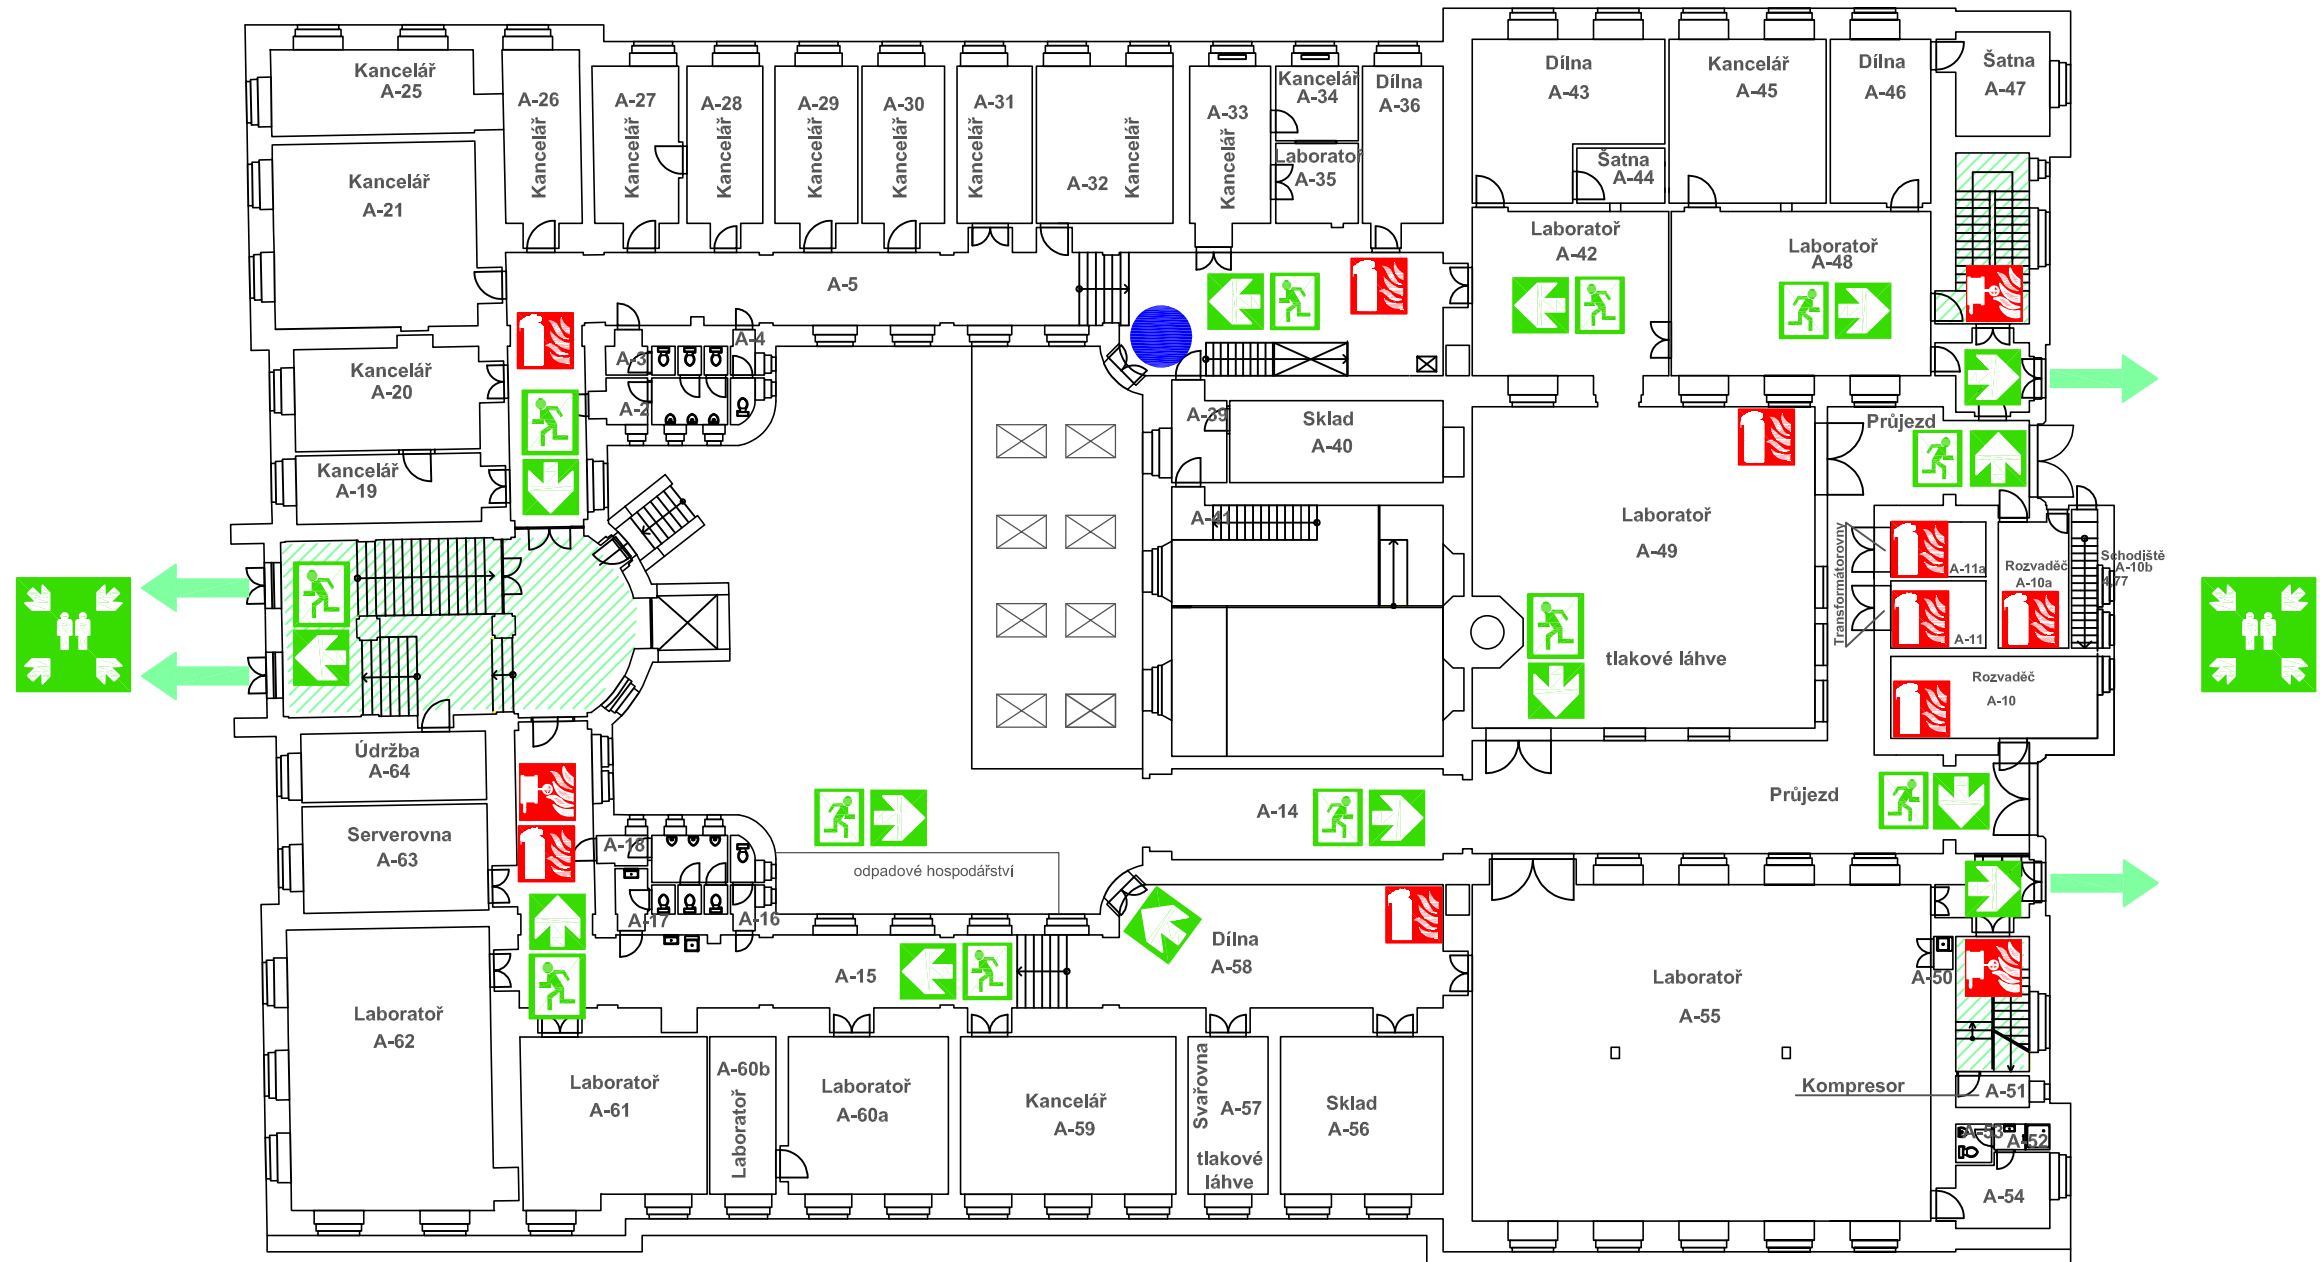 Kancelář
A-25
A-26
Kancelář
A-27
Kancelář
A-28
Kancelář
A-29
Kancelář
A-30
Kancelář
A-31
Kancelář
A-32
Kancelář
A-33
Kancelář
Kancelář
A-34
Laboratoř
A-35
Dílna
A-36
Dílna
A-43
Šatna
A-44
Kancelář
A-45
Dílna
A-46
Šatna
A-47
Kancelář
A-21
A-5
Laboratoř
A-42
Laboratoř
A-48
A-3
A-4
A-2
Kancelář
A-20
Kancelář
A-19
A-39
Sklad
A-40
A-41
Průjezd
Laboratoř
A-49
tlakové láhve
Transformátorovny
A-11a
A-11
Rozvaděč
A-10a
Schodiště
A-10b
4,77
Rozvaděč
A-10
Údržba
A-64
Serverovna
A-63
A-18
A-17
A-16
odpadové hospodářství
A-14
Průjezd
A-15
Dílna
A-58
Laboratoř
A-62
Laboratoř
A-61
A-60b
Laboratoř
Laboratoř
A-60a
Kancelář
A-59
Svařovna
A-57
tlakové
láhve
Sklad
A-56
Laboratoř
A-55
A-50
Kompresor
A-51
A-53
A-52
A-54